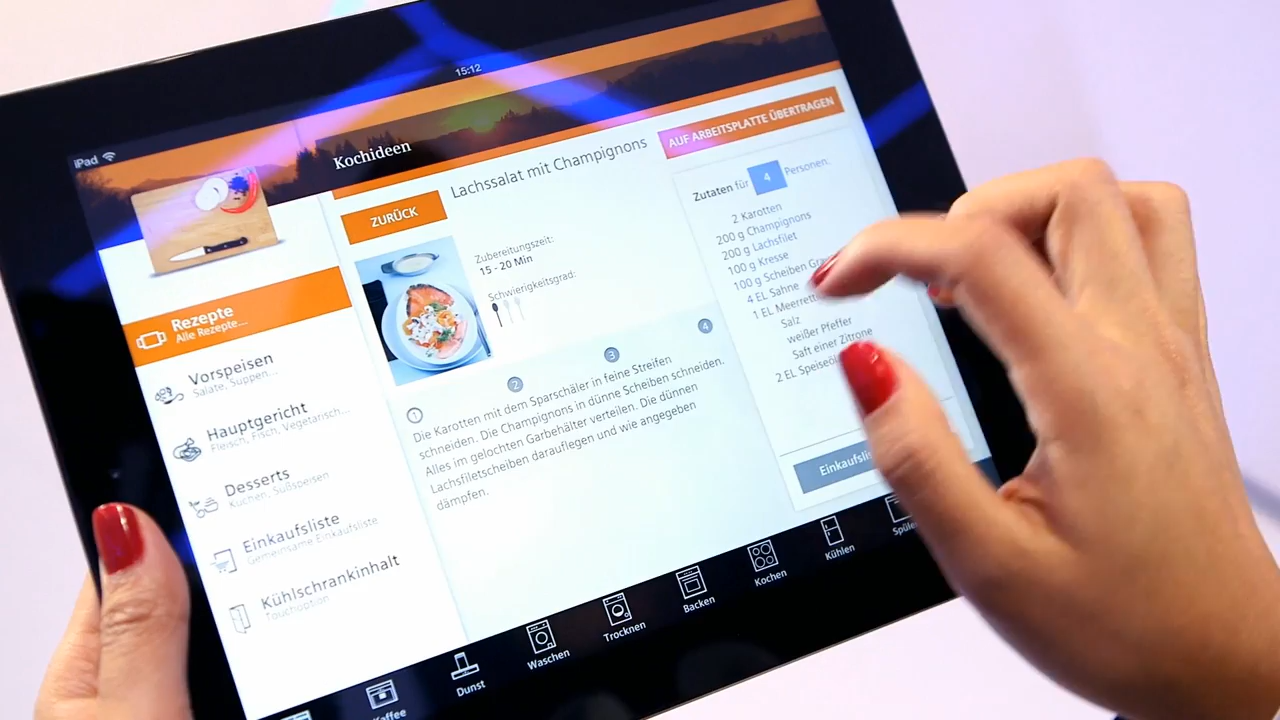 iPad
15:12
Kochideen
Rezepte
Alle Rezepte...
Vorspeisen
Salate, Suppen...
Hauptgericht
Fleisch, Fisch, Vegetarisch...
Desserts
Kuchen, Süßspeisen
Einkaufsliste
Gemeinsame Einkaufsliste
Kühlschrankinhalt
Touchoption
ZURÜCK
Lachssalat mit Champignons
Zubereitungszeit:
15 - 20 Min
Schwierigkeitsgrad:
1
2
3
4
Die Karotten mit dem Sparschäler in feine Streifen
schneiden. Die Champignons in dünne Scheiben schneiden.
Alles im gelochten Garbehälter verteilen. Die dünnen
Lachsfiletscheiben darauflegen und wie angegeben
dämpfen.
AUF ARBEITSPLATTE ÜBERTRAGEN
Zutaten für 4 Personen.
2 Karotten
200 g Champignons
200 g Lachsfilet
100 g Kresse
100 g Scheiben
4 EL Sahne
1 EL
Salz
weißer Pfeffer
Saft einer Zitrone
2 EL
Kaffee
Dunst
Waschen
Trocknen
Backen
Kochen
Kühlen